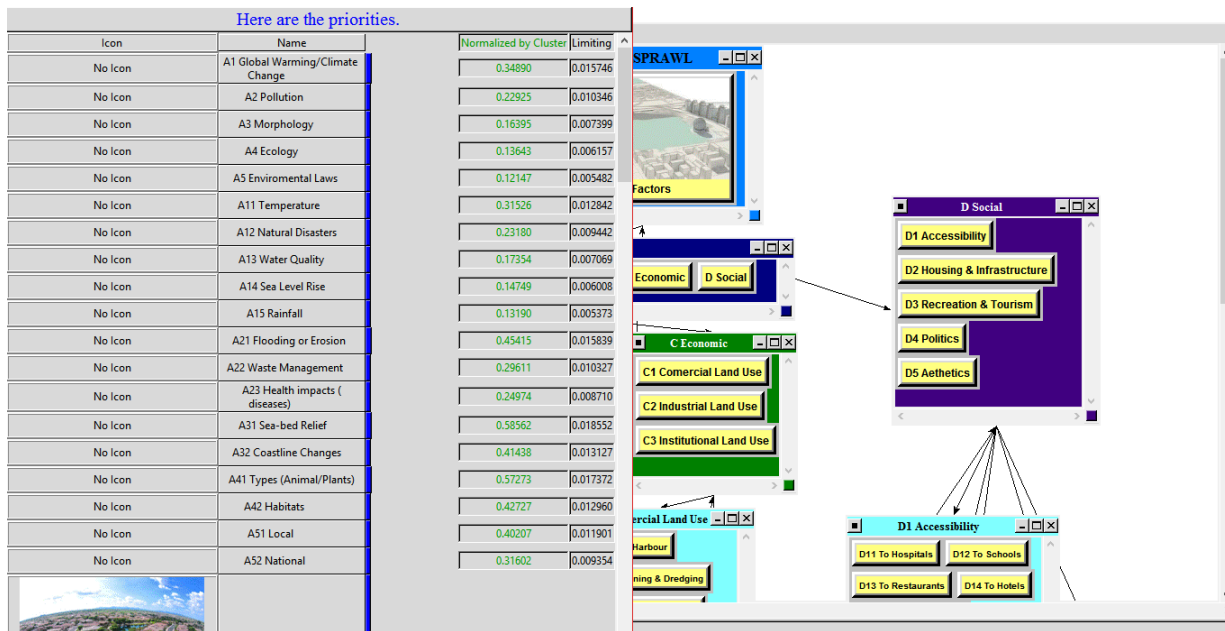 Here are the priorities.
Icon Name Normalized by Cluster Limiting
No Icon A1 Global Warming/Climate Change 0.34890 0.015746
No Icon A2 Pollution 0.22925 0.010346
No Icon A3 Morphology 0.16395 0.007399
No Icon A4 Ecology 0.13643 0.006157
No Icon A5 Enviromental Laws 0.12147 0.005482
No Icon A11 Temperature 0.31526 0.012842
No Icon A12 Natural Disasters 0.23180 0.009442
No Icon A13 Water Quality 0.17354 0.007069
No Icon A14 Sea Level Rise 0.14749 0.006008
No Icon A15 Rainfall 0.13190 0.005373
No Icon A21 Flooding or Erosion 0.45415 0.015839
No Icon A22 Waste Management 0.29611 0.010327
No Icon A23 Health impacts ( diseases) 0.24974 0.008710
No Icon A31 Sea-bed Relief 0.58562 0.018552
No Icon A32 Coastline Changes 0.41438 0.013127
No Icon A41 Types (Animal/Plants) 0.57273 0.017372
No Icon A42 Habitats 0.42727 0.012960
No Icon A51 Local 0.40207 0.011901
No Icon A52 National 0.31602 0.009354
SPRAWL
Factors
Economic D Social
C Economic
C1 Comercial Land Use
C2 Industrial Land Use
C3 Institutional Land Use
ercial Land Use
Harbour
ning & Dredging
D Social
D1 Accessibility
D2 Housing & Infrastructure
D3 Recreation & Tourism
D4 Politics
D5 Aethetics
D1 Accessibility
D11 To Hospitals D12 To Schools
D13 To Restaurants D14 To Hotels